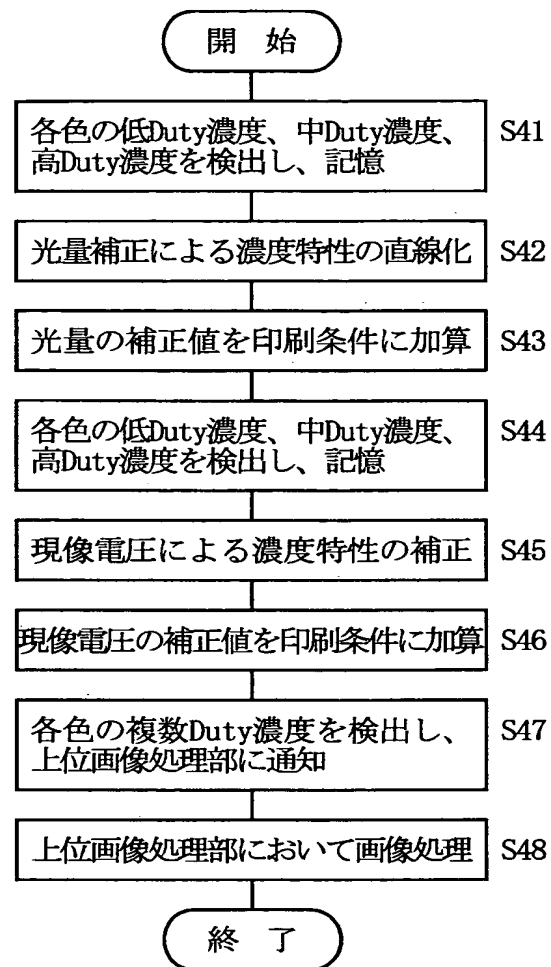 開 始
各色の低Duty濃度、中Duty濃度、 S41
高Duty濃度を検出し、記憶
光量補正による濃度特性の直線化 S42
光量の補正値を印刷条件に加算 S43
各色の低Duty濃度、中Duty濃度、 S44
高Duty濃度を検出し、記憶
現像電圧による濃度特性の補正 S45
現像電圧の補正値を印刷条件に加算 S46
各色の複数Duty濃度を検出し、 S47
上位画像処理部に通知
上位画像処理部において画像処理 S48
終 了